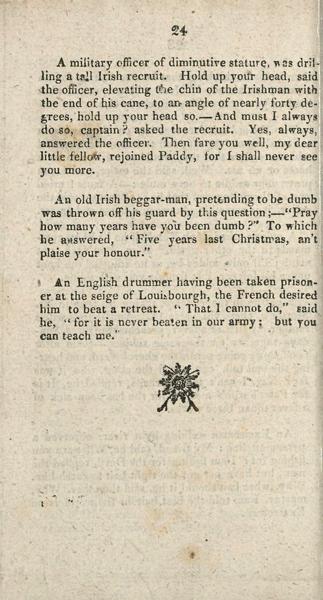 24
A military officer of diminutive stature, was dril-
ling a tall Irish recruit. Hold up your head, said
the officer, elevating the chin of the Irishman with
the end of his cane, to an angle of nearly forty de-
grees, hold up your head so.—And must I always
do so, captain? asked the recruit. Yes, always,
answered the officer. Then fare you well, my dear
little fellow, rejoined Paddy, for I shall never see
you more.
An old Irish beggar-man, pretending to be dumb
was thrown off his guard by this question;—"Pray
how many years have you been dumb?" To which
he answered, "Five years last Christmas, an't
plaise your honour."
An English drummer having been taken prison-
er at the seige of Louisbourgh, the French desired
him to beat a retreat. "That I cannot do," said
he, "for it is never beaten in our army; but you
can teach me."